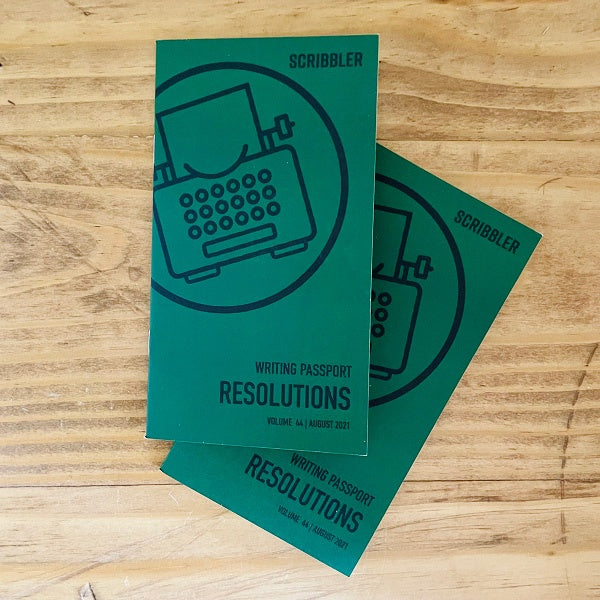 SCRIBBLER
WRITING PASSPORT
RESOLUTIONS
VOLUME 44 | AUGUST 2021
SCRIBBLER
WRITING PASSPORT
RESOLUTIONS
VOLUME 44 | AUGUST 2021